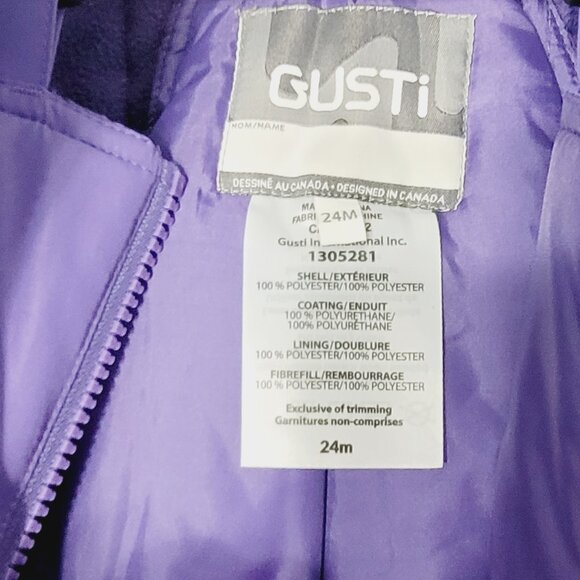 GUSTi
NOM/NAME
DESSINÉ AU CANADA • DESIGNED IN CANADA
24M
Gusti Inc.
1305281
SHELL/EXTÉRIEUR
100 % POLYESTER/100% POLYESTER
COATING/ENDUIT
100 % POLYURETHANE/
100% POLYURÉTHANE
LINING/DOUBLURE
100 % POLYESTER/100% POLYESTER
FIBREFILL/REMBOURRAGE
100 % POLYESTER/100% POLYESTER
Exclusive of trimming
Garnitures non-comprises
24m